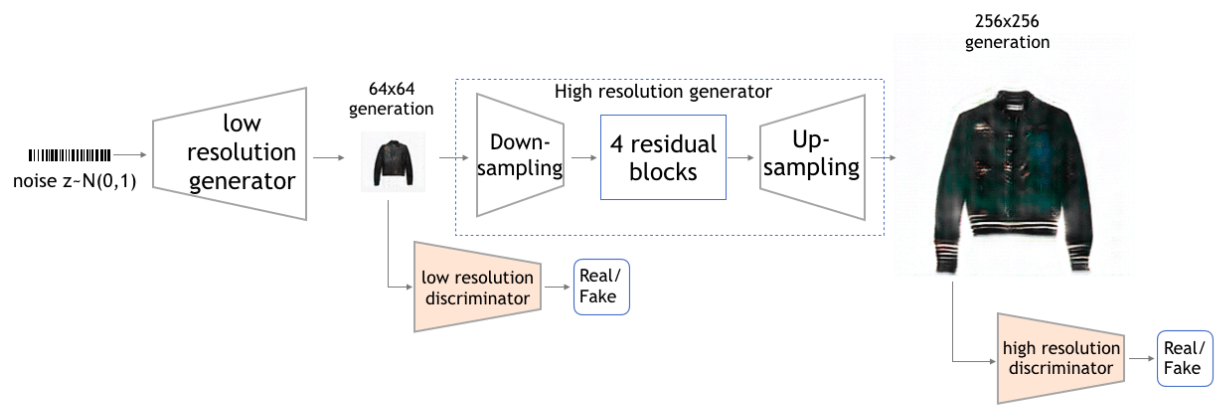 noise z~N(0,1)
low
resolution
generator
64x64
generation
High resolution generator
Down-
sampling
4 residual
blocks
Up-
sampling
256x256
generation
low resolution
discriminator
Real/
Fake
high resolution
discriminator
Real/
Fake